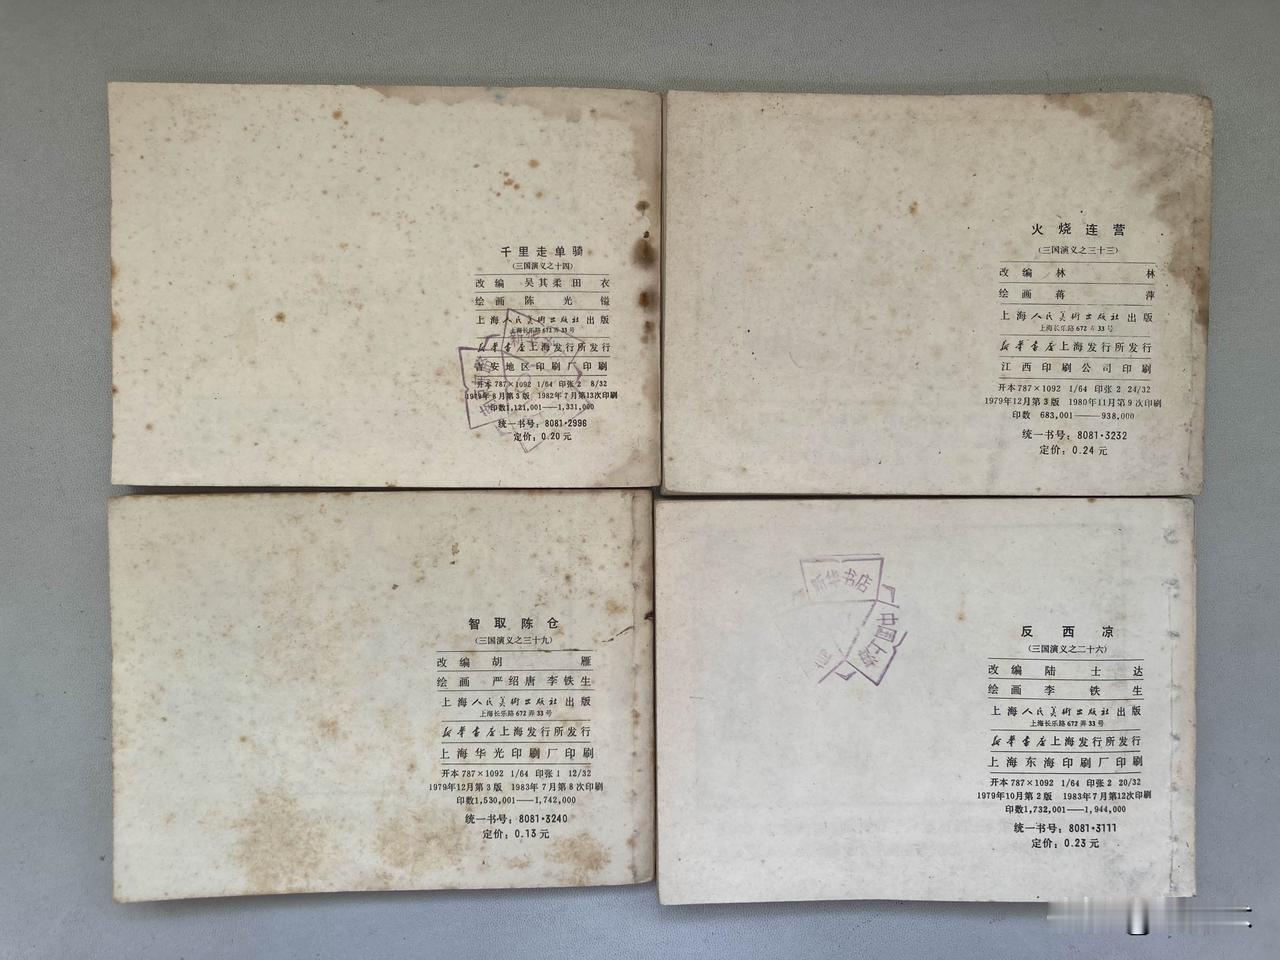 千里走单骑
(三国演义之十四)
改编 吴其柔 田衣
绘画 陈光镒
上海人民美術出版社出版
上海长乐路672弄33号
新华書店上海发行所发行
吉安地区印刷厂印刷
开本787×1092 1/64 印张2 8/32
1979年8月第3版 1982年7月第13次印刷
印数1,121,001——1,331,000
统一书号：8081·2996
定价：0.20元
火烧连营
(三国演义之三十三)
改编 林林
绘画 蒋萍
上海人民美術出版社出版
上海长乐路672弄33号
新華書店上海发行所发行
江西印刷公司印刷
开本787×1092 1/64 印张2 24/32
1979年12月第3版 1980年11月第9次印刷
印数 683,001——938,000
统一书号：8081·3232
定价：0.24元
智取陈仓
(三国演义之三十九)
改编 胡雁
绘画 严绍唐 李铁生
上海人民美術出版社出版
上海长乐路672弄33号
新華書店上海发行所发行
上海华光印刷厂印刷
开本787×1092 1/64 印张1 12/32
1979年12月第3版 1983年7月第8次印刷
印数1,530,001——1,742,000
统一书号：8081·3240
定价：0.13元
新华书店
中国上海
反西凉
(三国演义之二十六)
改编 陆士达
绘画 李铁生
上海人民美術出版社出版
上海长乐路672弄33号
新華書店上海发行所发行
上海东海印刷厂印刷
开本787×1092 1/64 印张2 20/32
1979年10月第2版 1983年7月第12次印刷
印数1,732,001——1,944,000
统一书号：8081·3111
定价：0.23元